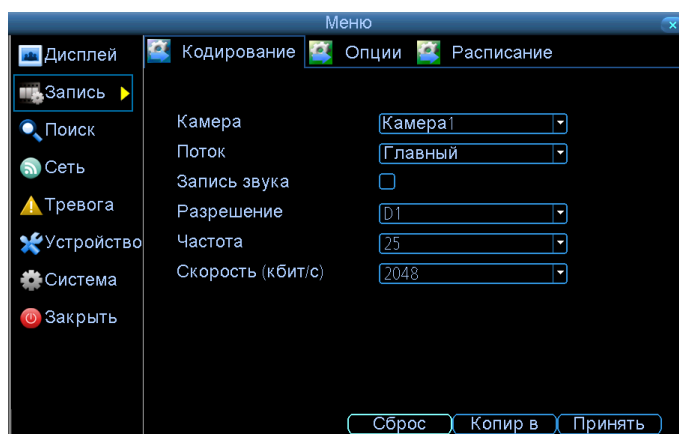 Меню
Дисплей
Запись
Поиск
Сеть
Тревога
Устройство
Система
Закрыть
Кодирование Опции Расписание
Камера Камера1
Поток Главный
Запись звука
Разрешение D1
Частота 25
Скорость (кбит/с) 2048
Сброс Копир в Принять